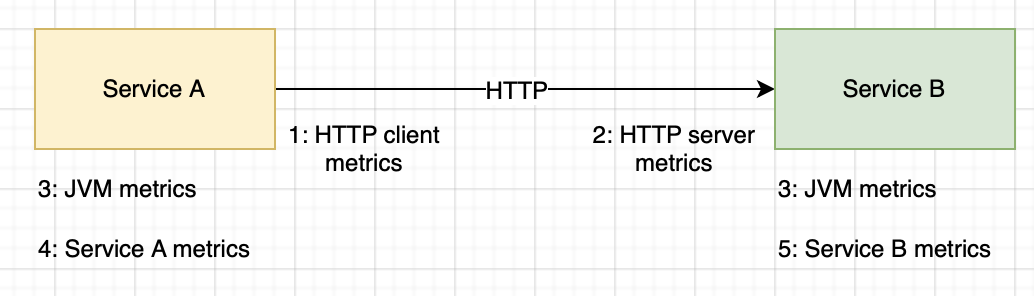 Service A
HTTP
Service B
1: HTTP client
metrics
2: HTTP server
metrics
3: JVM metrics
3: JVM metrics
4: Service A metrics
5: Service B metrics